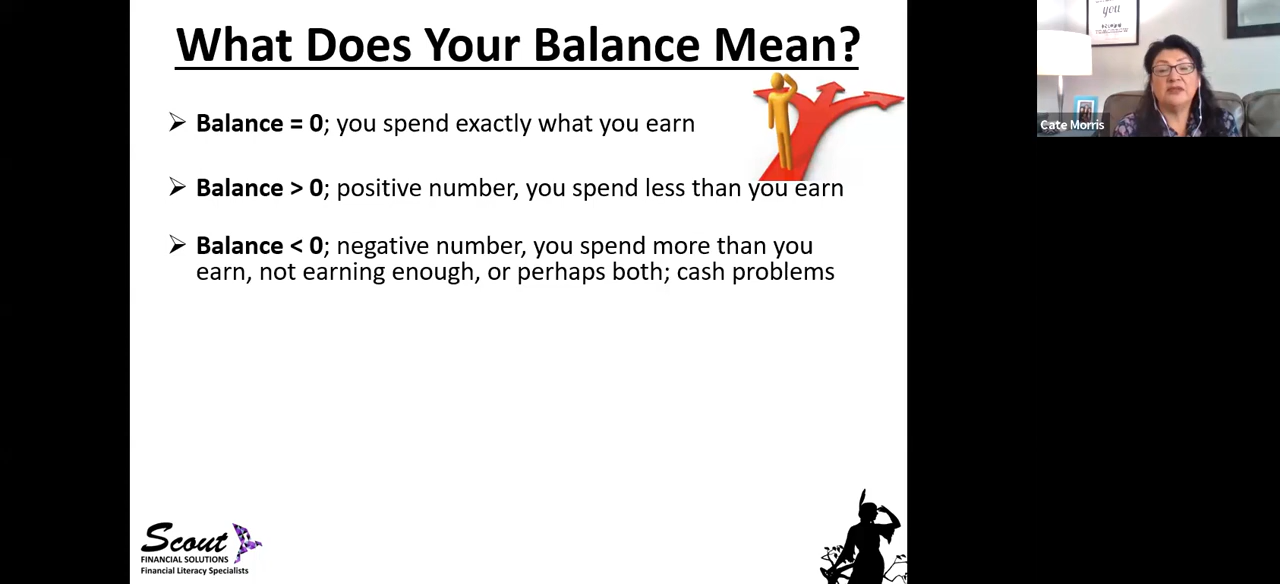 What Does Your Balance Mean?
➢ Balance = 0; you spend exactly what you earn
➢ Balance > 0; positive number, you spend less than you earn
➢ Balance < 0; negative number, you spend more than you
earn, not earning enough, or perhaps both; cash problems
Scout
FINANCIAL SOLUTIONS
Financial Literacy Specialists
you
Cate Morris